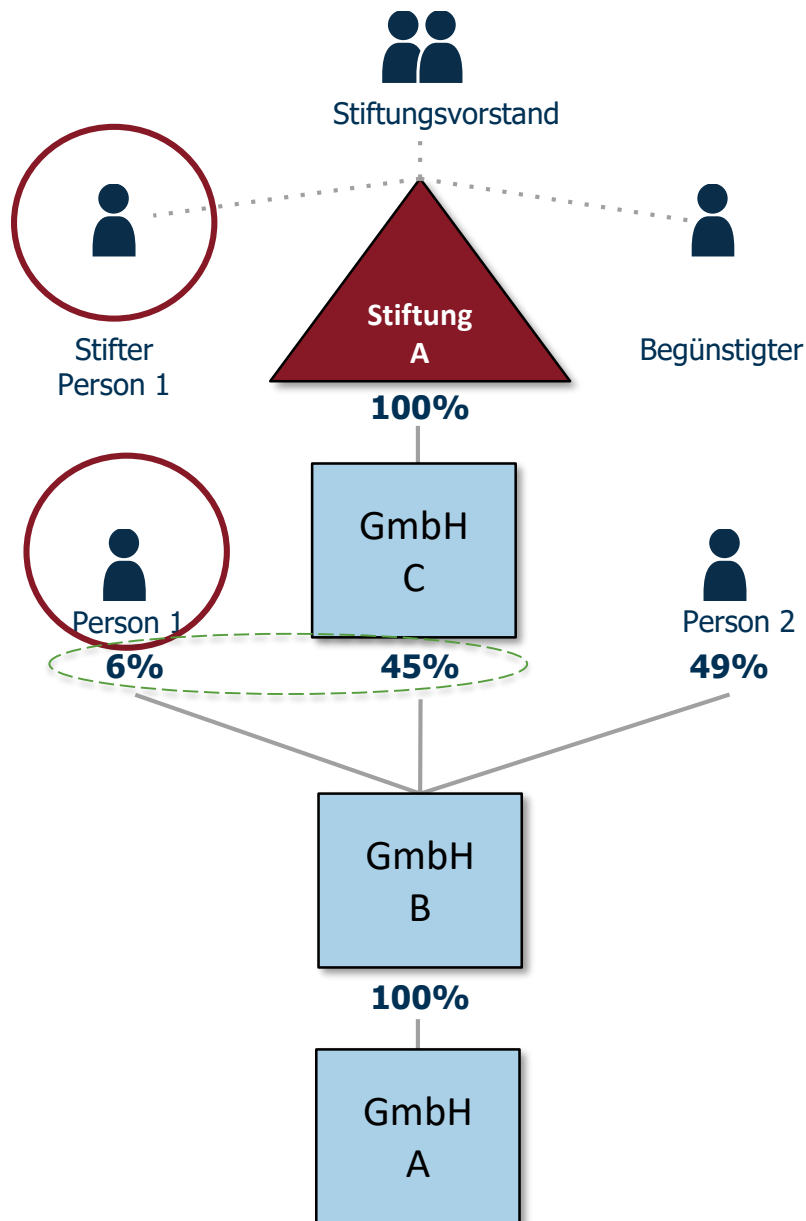 Stiftungsvorstand
Stiftung
A
Stifter
Person 1
Begünstigter
100%
GmbH
C
Person 1
Person 2
6%
45%
49%
GmbH
B
100%
GmbH
A